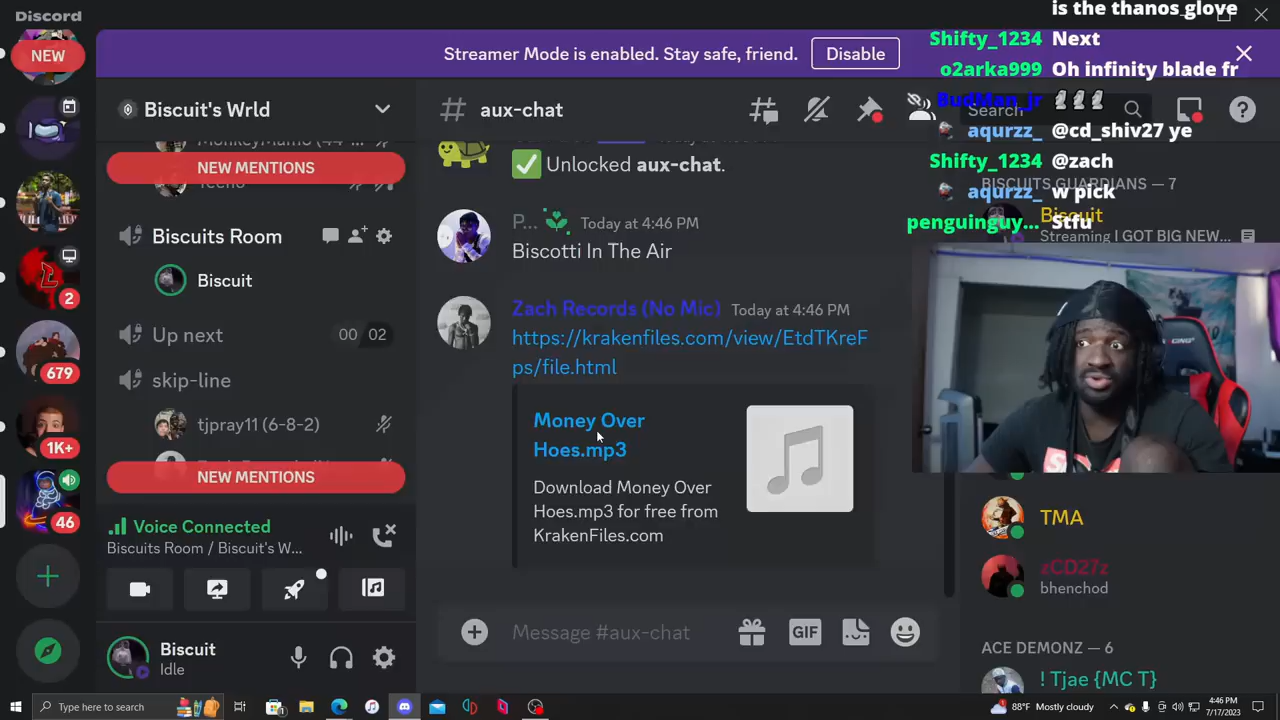 Discord
is the thanos glove
Shifty_1234 Next
o2arka999 Oh infinity blade fr
BudMan_jr
aqurzz_ @cd_shiv27 ye
Shifty_1234 @zach
aqurzz_ w pick
penguinguy... Stfu
Streamer Mode is enabled. Stay safe, friend.
Disable
NEW
Biscuit's Wrld
# aux-chat
Search
NEW MENTIONS
Biscuits Room
Biscuit
Up next
00 02
skip-line
tjpray11 (6-8-2)
NEW MENTIONS
Voice Connected
Biscuits Room / Biscuit's W...
Biscuit
Idle
2
679
1K+
46
Unlocked aux-chat.
P... Today at 4:46 PM
Biscotti In The Air
Zach Records (No Mic) Today at 4:46 PM
https://krakenfiles.com/view/EtdTKreF
ps/file.html
Money Over
Hoes.mp3
Download Money Over
Hoes.mp3 for free from
KrakenFiles.com
Message #aux-chat
GIF
BISCUITS GUARDIANS — 7
Biscuit
Streaming I GOT BIG NEW...
TMA
zCD27z
bhenchod
ACE DEMONZ — 6
! Tjae {MC T}
Type here to search
88°F Mostly cloudy
4:46 PM
7/17/2023